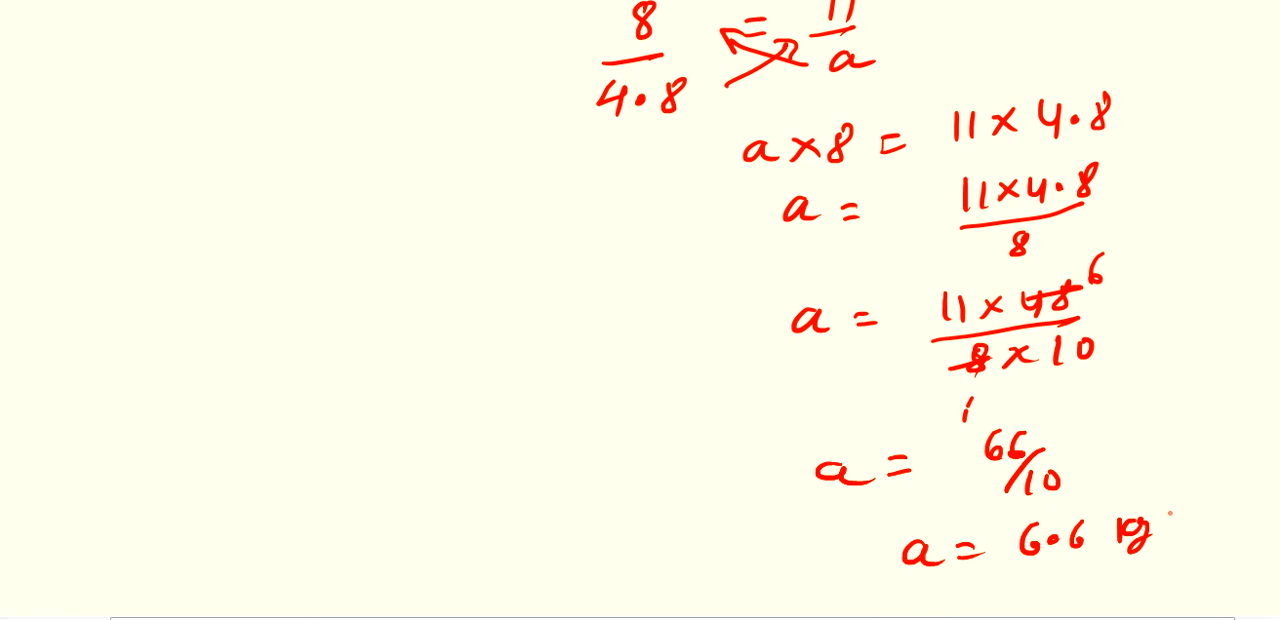 8/4.8 = 11/a
a × 8 = 11 × 4.8
a = 11 × 4.8 / 8
a = 11 × 48 6 / 8 × 10
1
a = 66/10
a = 6.6 kg